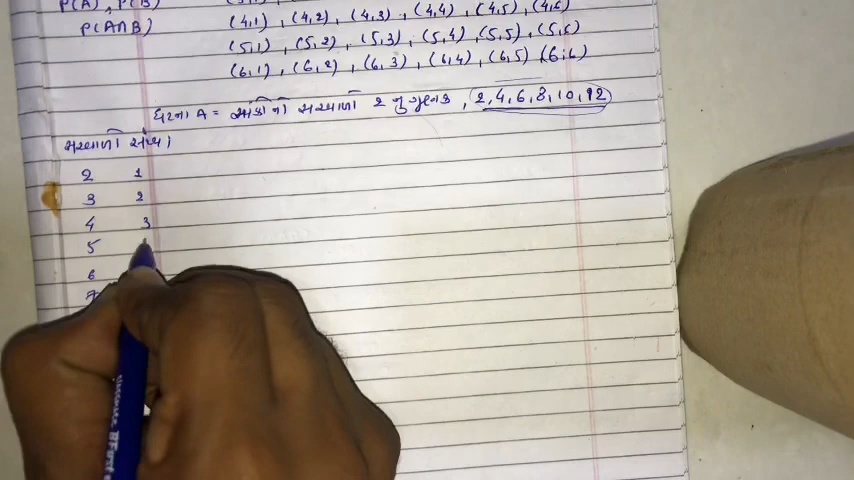 P(A), P(B)
P(A∩B) (4,1), (4,2), (4,3), (4,4), (4,5), (4,6)
(5,1), (5,2), (5,3), (5,4), (5,5), (5,6)
(6,1), (6,2), (6,3), (6,4), (6,5) (6,6)
ઘટના A = સરવાળો 2 નું ગુણક, (2,4,6,8,10,12
સરવાળો સંખ્યા
2 1
3 2
4 3
5
6
7